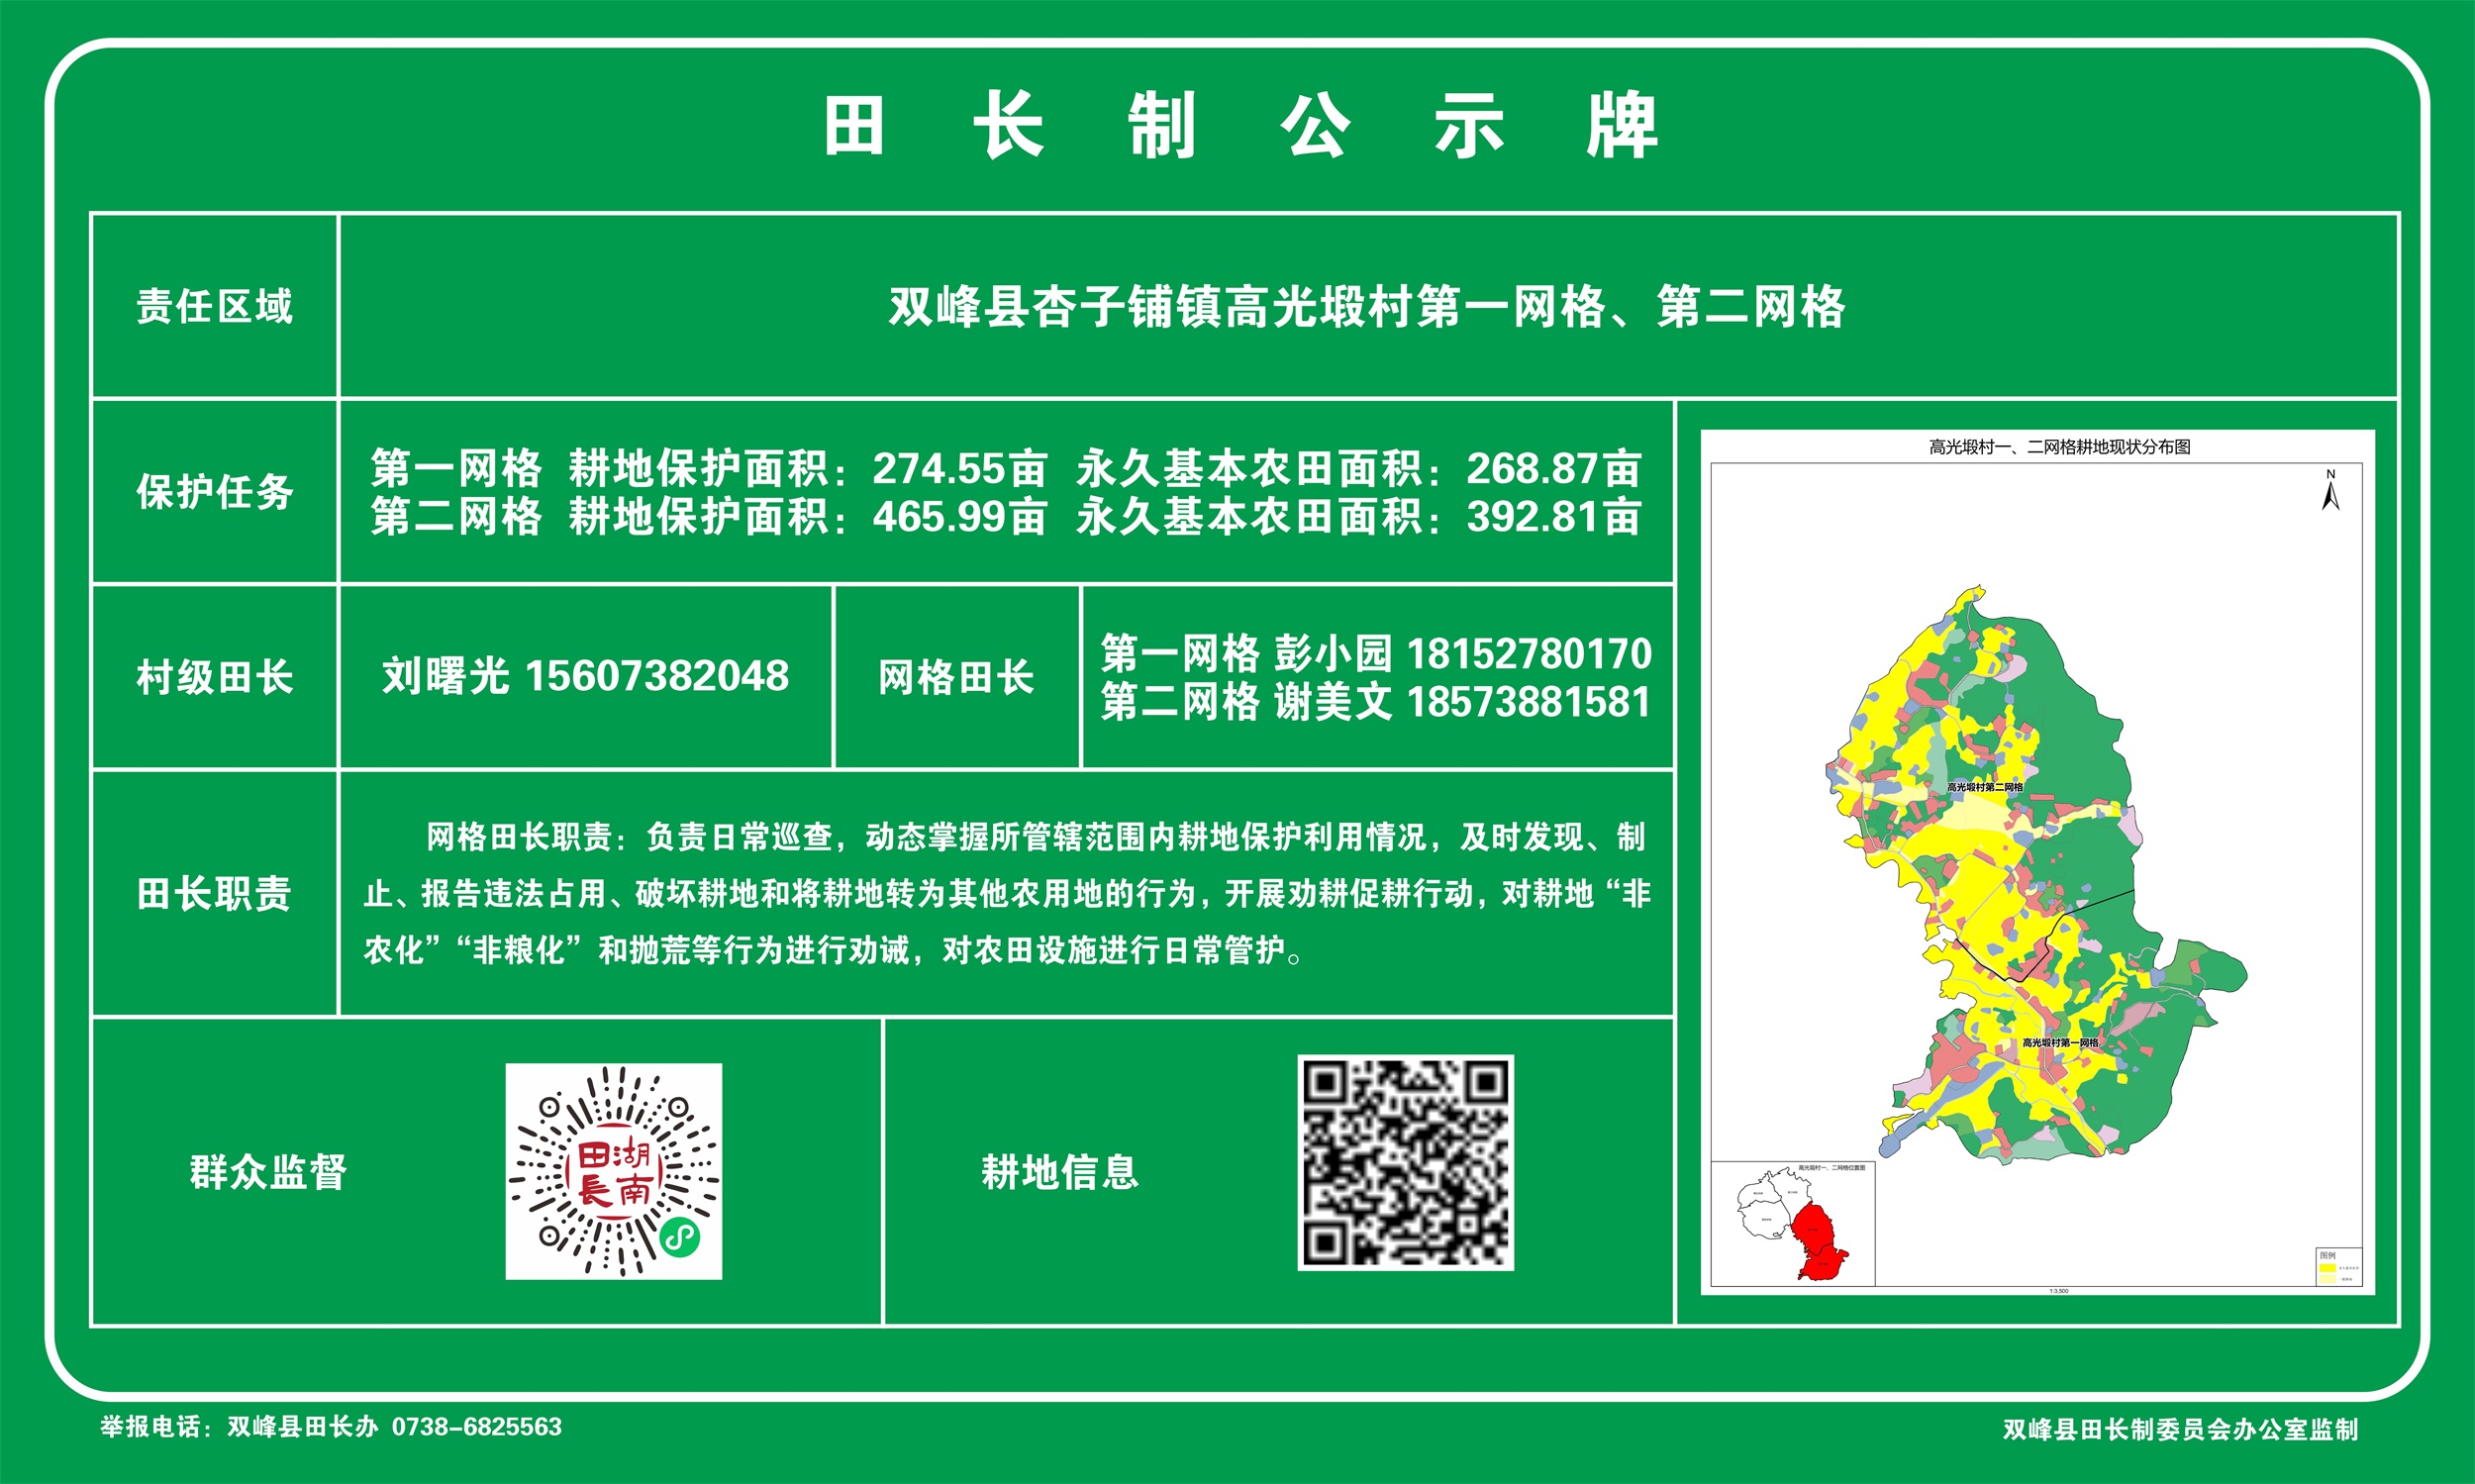 田长制公示牌
责任区域
双峰县杏子铺镇高光塅村第一网格、第二网格
保护任务
第一网格 耕地保护面积：274.55亩 永久基本农田面积：268.87亩
第二网格 耕地保护面积：465.99亩 永久基本农田面积：392.81亩
村级田长
刘曙光 15607382048
网格田长
第一网格 彭小园 18152780170
第二网格 谢美文 18573881581
田长职责
网格田长职责：负责日常巡查，动态掌握所管辖范围内耕地保护利用情况，及时发现、制
止、报告违法占用、破坏耕地和将耕地转为其他农用地的行为，开展劝耕促耕行动，对耕地“非
农化”“非粮化”和抛荒等行为进行劝诫，对农田设施进行日常管护。
群众监督
湖南田長
耕地信息
高光塅村一、二网格耕地现状分布图
N
高光塅村第二网格
高光塅村第一网格
高光塅村一、二网格位置图
图例
1:3,500
举报电话：双峰县田长办 0738-6825563
双峰县田长制委员会办公室监制